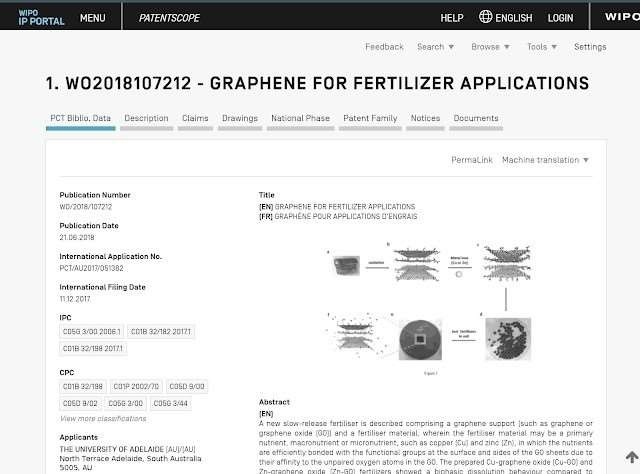 WIPO
IP PORTAL MENU PATENTSCOPE HELP ENGLISH LOGIN WIPO
Feedback Search Browse Tools Settings
1. WO2018107212 - GRAPHENE FOR FERTILIZER APPLICATIONS
PCT Biblio. Data Description Claims Drawings National Phase Patent Family Notices Documents
PermaLink Machine translation
Publication Number
WO/2018/107212
Publication Date
21.06.2018
International Application No.
PCT/AU2017/051382
International Filing Date
11.12.2017
IPC
C05G 3/00 2006.1 C01B 32/182 2017.1
C01B 32/198 2017.1
CPC
C01B 32/198 C01P 2002/70 C05D 9/00
C05D 9/02 C05G 3/00 C05G 3/44
View more classifications
Applicants
THE UNIVERSITY OF ADELAIDE [AU]/[AU]
North Terrace Adelaide, South Australia
5005, AU
Title
[EN] GRAPHENE FOR FERTILIZER APPLICATIONS
[FR] GRAPHÈNE POUR APPLICATIONS D'ENGRAIS
a
b
c
d
e
f
Figure 1
Abstract
[EN]
A new slow-release fertiliser is described comprising a graphene support (such as graphene or
graphene oxide (GO)) and a fertiliser material, wherein the fertiliser material may be a primary
nutrient, macronutrient or micronutrient, such as copper (Cu) and zinc (Zn), in which the nutrients
are efficiently bonded with the functional groups at the surface and sides of the GO sheets due to
their affinity to the unpaired oxygen atoms in the GO. The prepared Cu-graphene oxide (Cu-GO) and
Zn-graphene oxide (Zn-GO) fertilizers showed a biphasic dissolution behaviour compared to